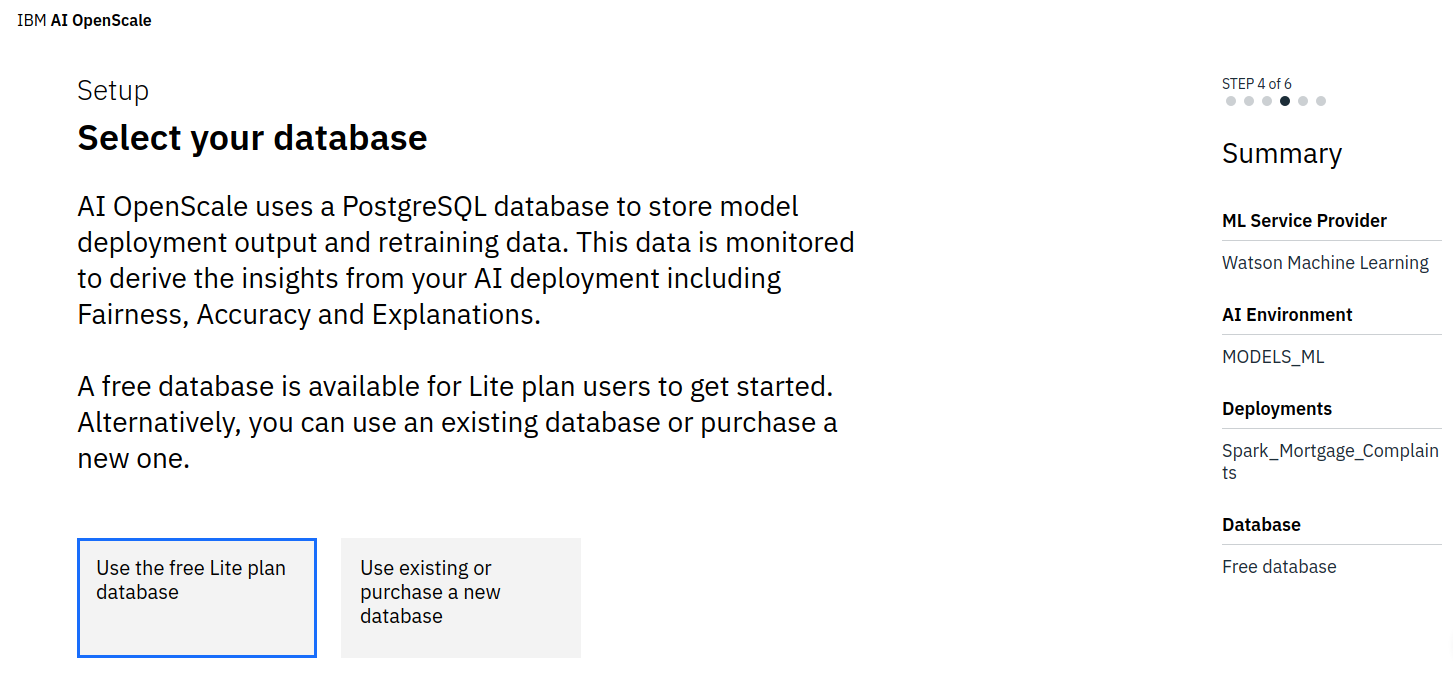 IBM AI OpenScale
Setup
Select your database
AI OpenScale uses a PostgreSQL database to store model
deployment output and retraining data. This data is monitored
to derive the insights from your AI deployment including
Fairness, Accuracy and Explanations.
A free database is available for Lite plan users to get started.
Alternatively, you can use an existing database or purchase a
new one.
Use the free Lite plan
database
Use existing or
purchase a new
database
STEP 4 of 6
Summary
ML Service Provider
Watson Machine Learning
AI Environment
MODELS_ML
Deployments
Spark_Mortgage_Complain
ts
Database
Free database